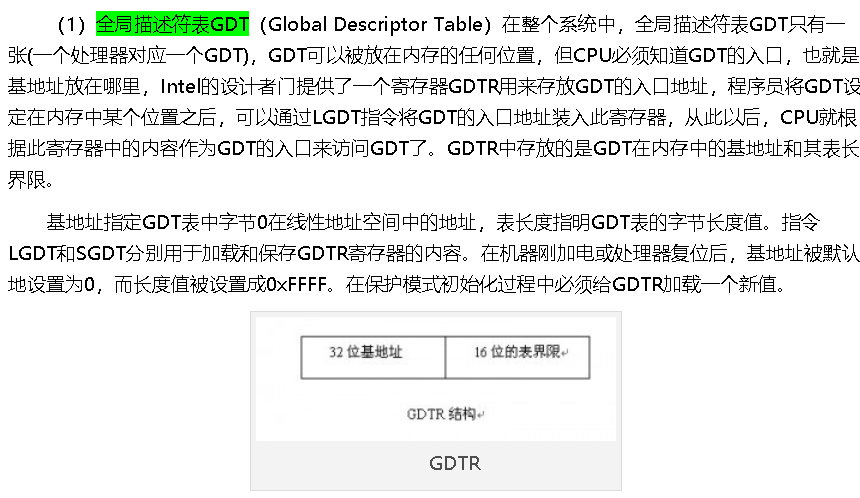 （1）全局描述符表GDT（Global Descriptor Table）在整个系统中，全局描述符表GDT只有一
张(一个处理器对应一个GDT)，GDT可以被放在内存的任何位置，但CPU必须知道GDT的入口，也就是
基地址放在哪里，Intel的设计者门提供了一个寄存器GDTR用来存放GDT的入口地址，程序员将GDT设
定在内存中某个位置之后，可以通过LGDT指令将GDT的入口地址装入此寄存器，从此以后，CPU就根
据此寄存器中的内容作为GDT的入口来访问GDT了。GDTR中存放的是GDT在内存中的基地址和其表长
界限。
基地址指定GDT表中字节0在线性地址空间中的地址，表长度指明GDT表的字节长度值。指令
LGDT和SGDT分别用于加载和保存GDTR寄存器的内容。在机器刚加电或处理器复位后，基地址被默认
地设置为0，而长度值被设置成0xFFFF。在保护模式初始化过程中必须给GDTR加载一个新值。
32 位基地址
16 位的表界限
GDTR 结构
GDTR